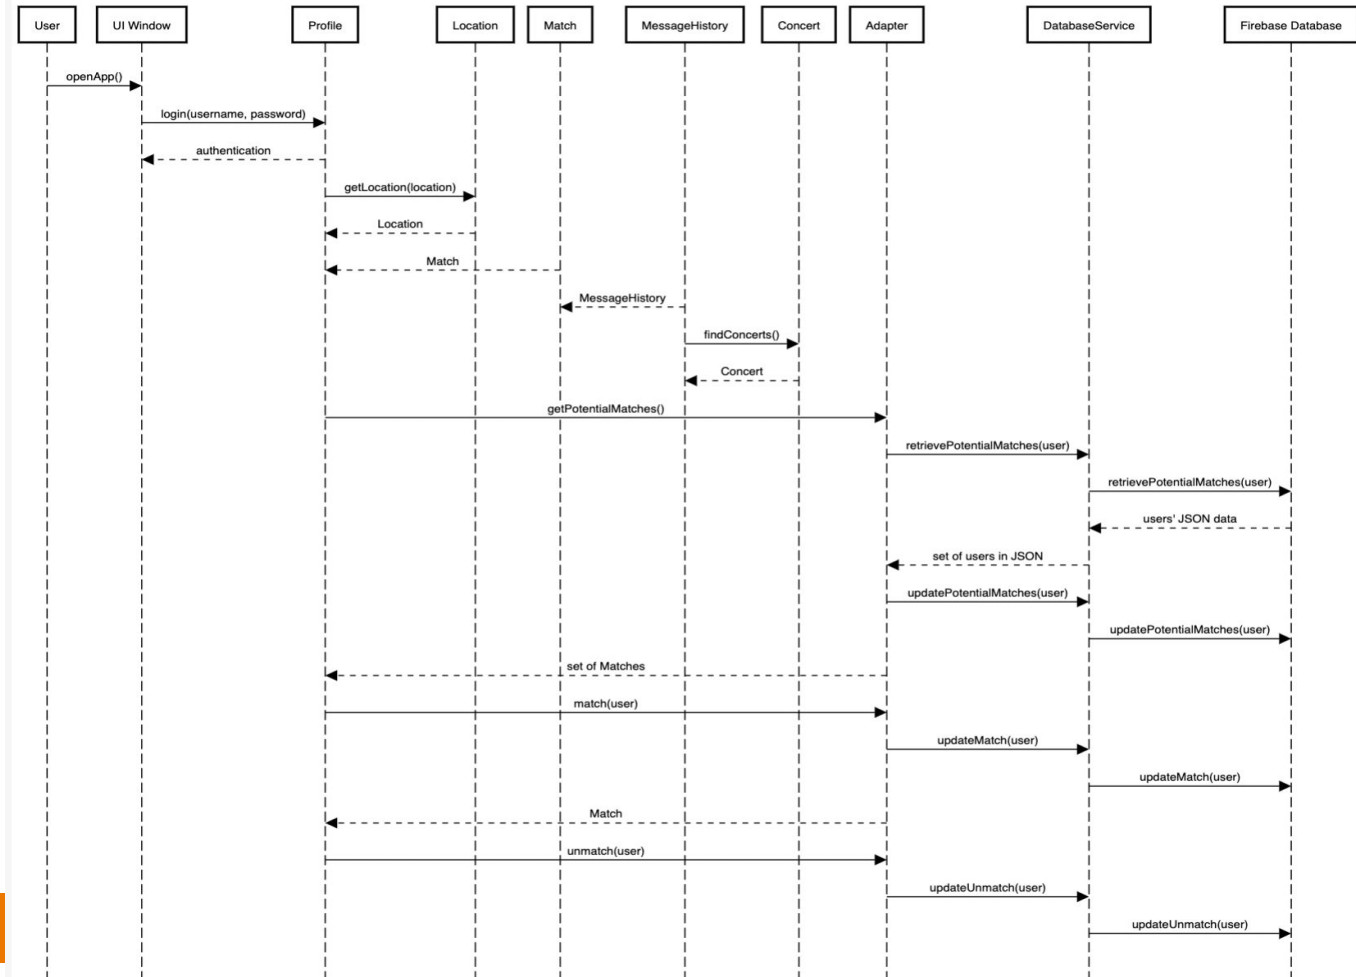 User
UI Window
Profile
Location
Match
MessageHistory
Concert
Adapter
DatabaseService
Firebase Database
openApp()
login(username, password)
authentication
getLocation(location)
Location
Match
MessageHistory
findConcerts()
Concert
getPotentialMatches()
retrievePotentialMatches(user)
retrievePotentialMatches(user)
users' JSON data
set of users in JSON
updatePotentialMatches(user)
updatePotentialMatches(user)
set of Matches
match(user)
updateMatch(user)
updateMatch(user)
Match
unmatch(user)
updateUnmatch(user)
updateUnmatch(user)